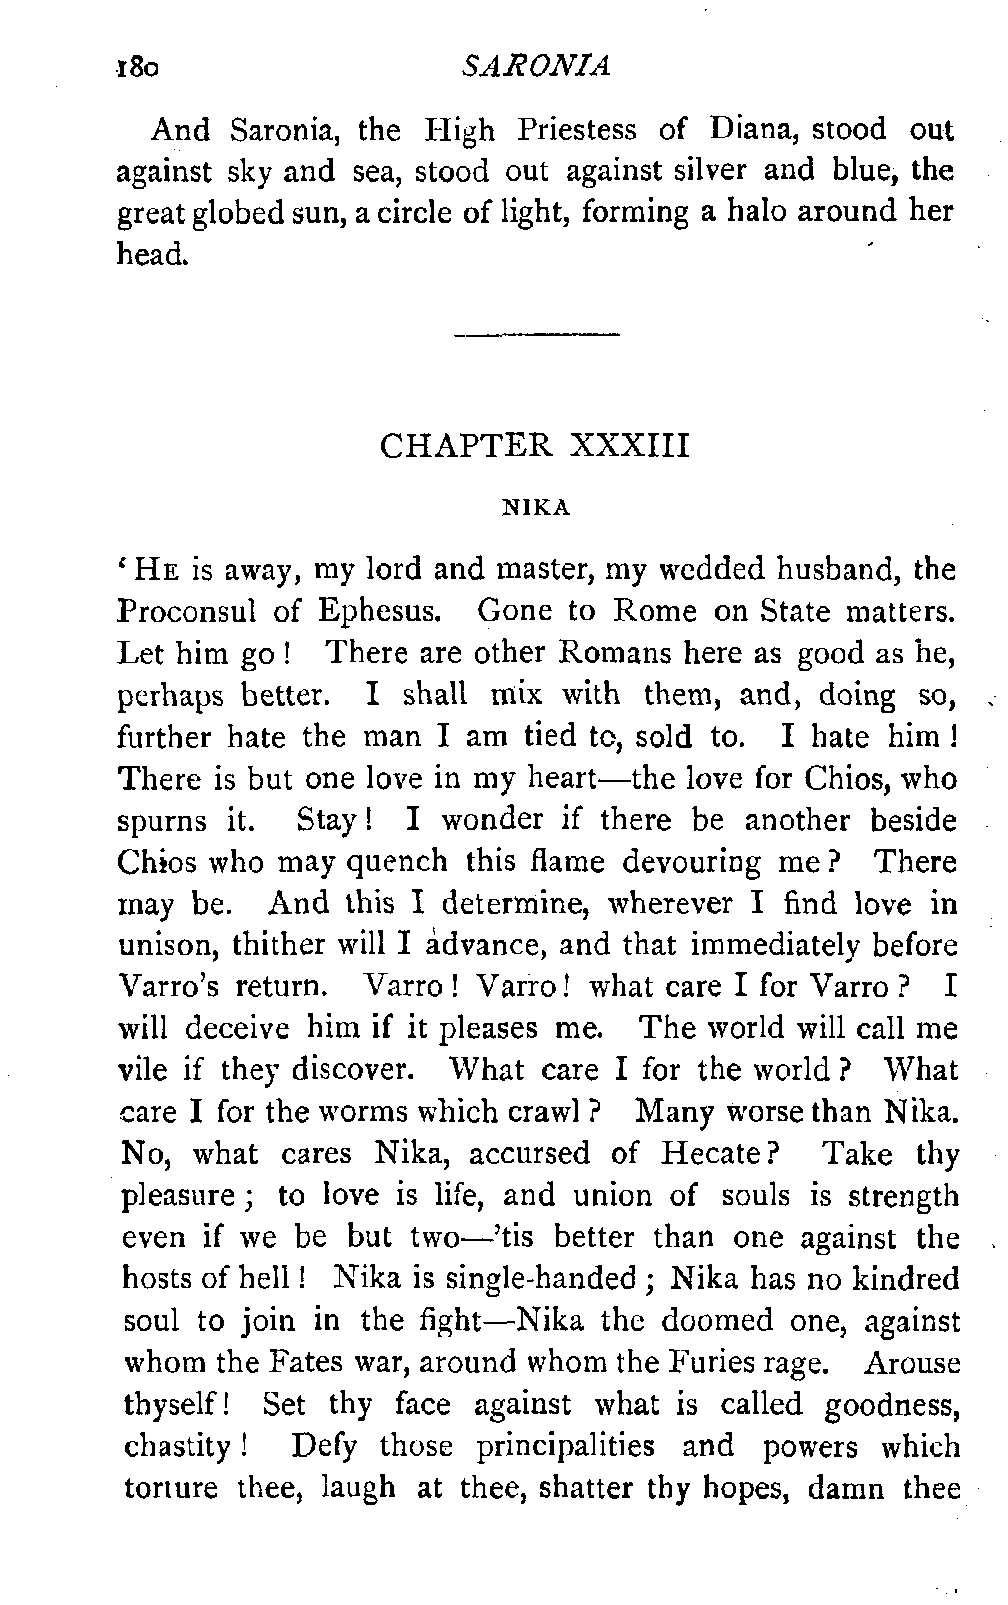 180 SARONIA
And Saronia, the High Priestess of Diana, stood out
against sky and sea, stood out against silver and blue, the
great globed sun, a circle of light, forming a halo around her
head.
CHAPTER XXXIII
NIKA
‘HE is away, my lord and master, my wedded husband, the
Proconsul of Ephesus. Gone to Rome on State matters.
Let him go! There are other Romans here as good as he,
perhaps better. I shall mix with them, and, doing so,
further hate the man I am tied to, sold to. I hate him!
There is but one love in my heart—the love for Chios, who
spurns it. Stay! I wonder if there be another beside
Chios who may quench this flame devouring me? There
may be. And this I determine, wherever I find love in
unison, thither will I advance, and that immediately before
Varro's return. Varro! Varro! what care I for Varro? I
will deceive him if it pleases me. The world will call me
vile if they discover. What care I for the world? What
care I for the worms which crawl? Many worse than Nika.
No, what cares Nika, accursed of Hecate? Take thy
pleasure; to love is life, and union of souls is strength
even if we be but two—'tis better than one against the
hosts of hell! Nika is single-handed; Nika has no kindred
soul to join in the fight—Nika the doomed one, against
whom the Fates war, around whom the Furies rage. Arouse
thyself! Set thy face against what is called goodness,
chastity! Defy those principalities and powers which
torture thee, laugh at thee, shatter thy hopes, damn thee